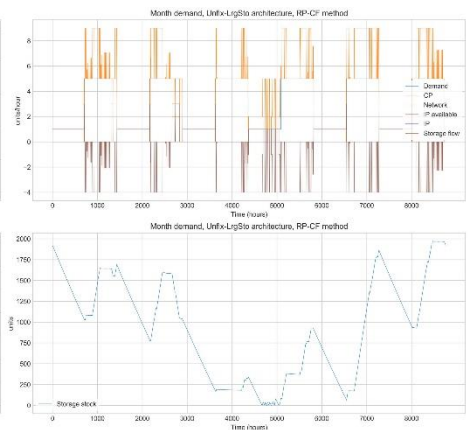 Month demand, Unfix-LrgSto architecture, RP-CF method
8
6
4
2
0
−2
−4
units/hour
Demand
CP
Network
IP available
IP
Storage flow
0 1000 2000 3000 4000 5000 6000 7000 8000
Time (hours)
Month demand, Unfix-LrgSto architecture, RP-CF method
2000
1750
1500
1250
1000
750
500
250
0
units
Storage stock
0 1000 2000 3000 4000 5000 6000 7000 8000
Time (hours)